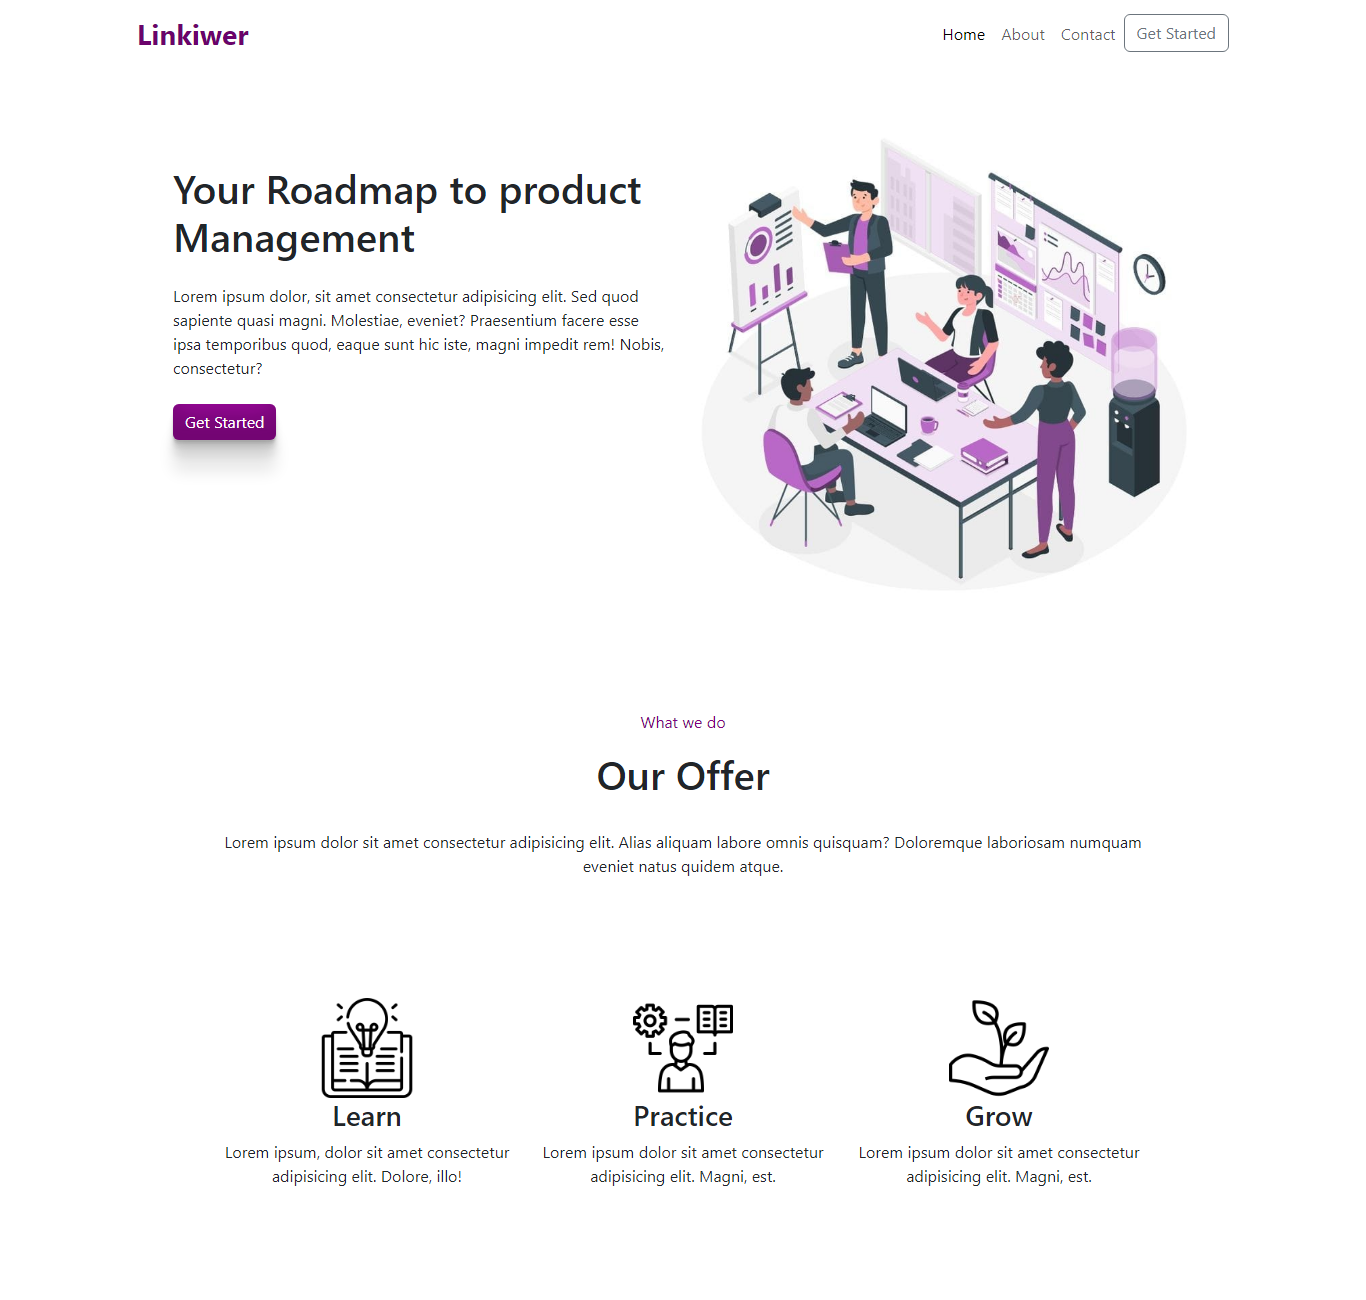 Linkiwer
Home About Contact Get Started
Your Roadmap to product
Management
Lorem ipsum dolor, sit amet consectetur adipisicing elit. Sed quod
sapiente quasi magni. Molestiae, eveniet? Praesentium facere esse
ipsa temporibus quod, eaque sunt hic iste, magni impedit rem! Nobis,
consectetur?
Get Started
What we do
Our Offer
Lorem ipsum dolor sit amet consectetur adipisicing elit. Alias aliquam labore omnis quisquam? Doloremque laboriosam numquam
eveniet natus quidem atque.
Learn
Lorem ipsum, dolor sit amet consectetur
adipisicing elit. Dolore, illo!
Practice
Lorem ipsum dolor sit amet consectetur
adipisicing elit. Magni, est.
Grow
Lorem ipsum dolor sit amet consectetur
adipisicing elit. Magni, est.